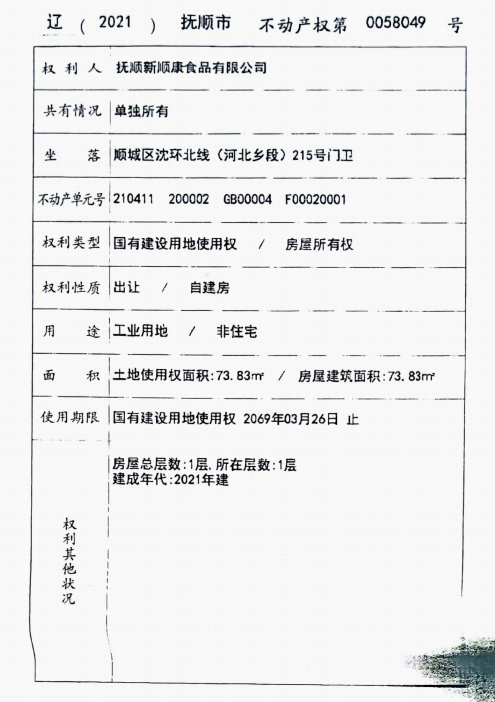 辽 ( 2021 ) 抚顺市 不动产权第 0058049 号
权利人 抚顺新顺康食品有限公司
共有情况 单独所有
坐落 顺城区沈环北线（河北乡段）215号门卫
不动产单元号 210411 200002 GB00004 F00020001
权利类型 国有建设用地使用权 / 房屋所有权
权利性质 出让 / 自建房
用途 工业用地 / 非住宅
面积 土地使用权面积:73.83㎡ / 房屋建筑面积:73.83㎡
使用期限 国有建设用地使用权 2069年03月26日 止
权利其他状况
房屋总层数:1层,所在层数:1层
建成年代:2021年建